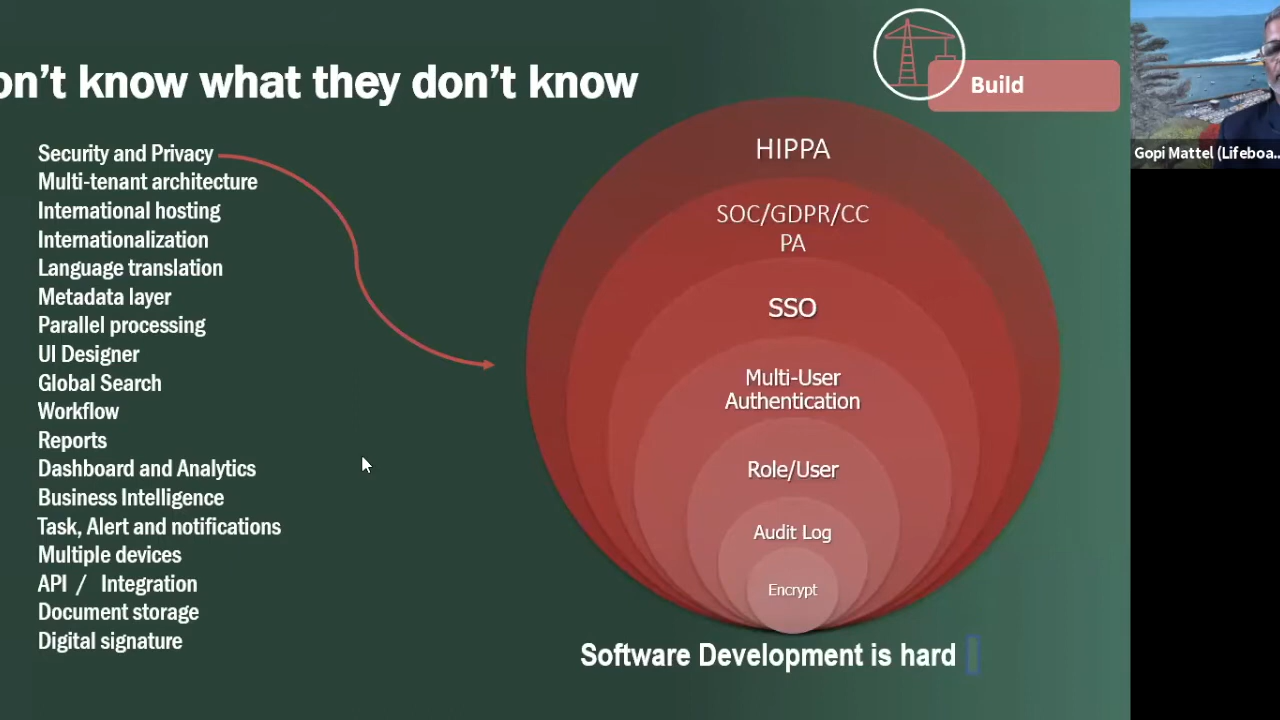 on't know what they don't know
Build
Security and Privacy
Multi-tenant architecture
International hosting
Internationalization
Language translation
Metadata layer
Parallel processing
UI Designer
Global Search
Workflow
Reports
Dashboard and Analytics
Business Intelligence
Task, Alert and notifications
Multiple devices
API / Integration
Document storage
Digital signature
HIPPA
SOC/GDPR/CC
PA
SSO
Multi-User
Authentication
Role/User
Audit Log
Encrypt
Software Development is hard
Gopi Mattel (Lifeboa...